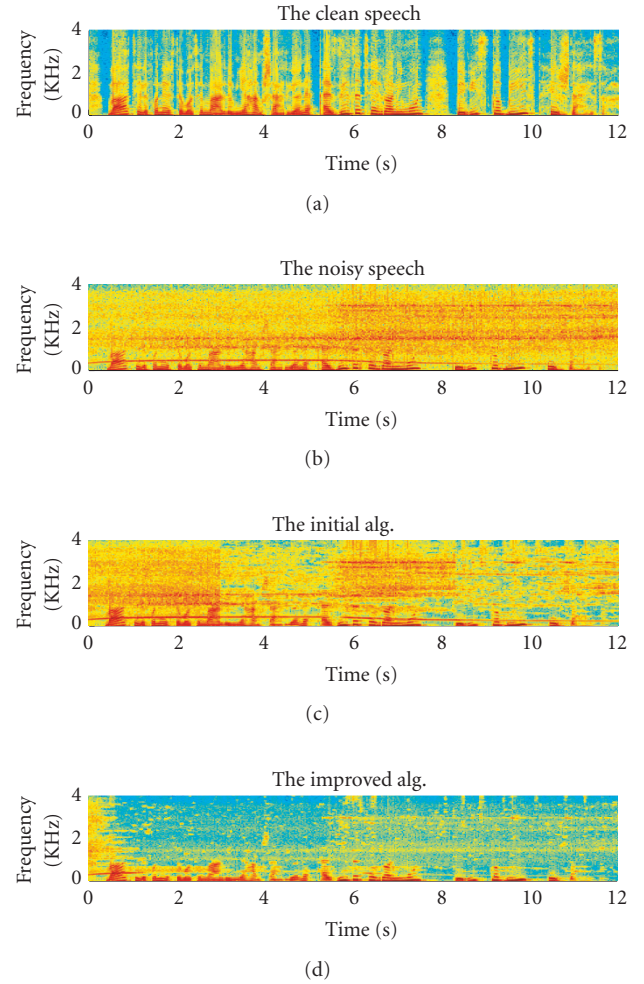 The clean speech
Frequency
(KHz)
4
2
0
0 2 4 6 8 10 12
Time (s)
(a)
The noisy speech
Frequency
(KHz)
4
2
0
0 2 4 6 8 10 12
Time (s)
(b)
The initial alg.
Frequency
(KHz)
4
2
0
0 2 4 6 8 10 12
Time (s)
(c)
The improved alg.
Frequency
(KHz)
4
2
0
0 2 4 6 8 10 12
Time (s)
(d)